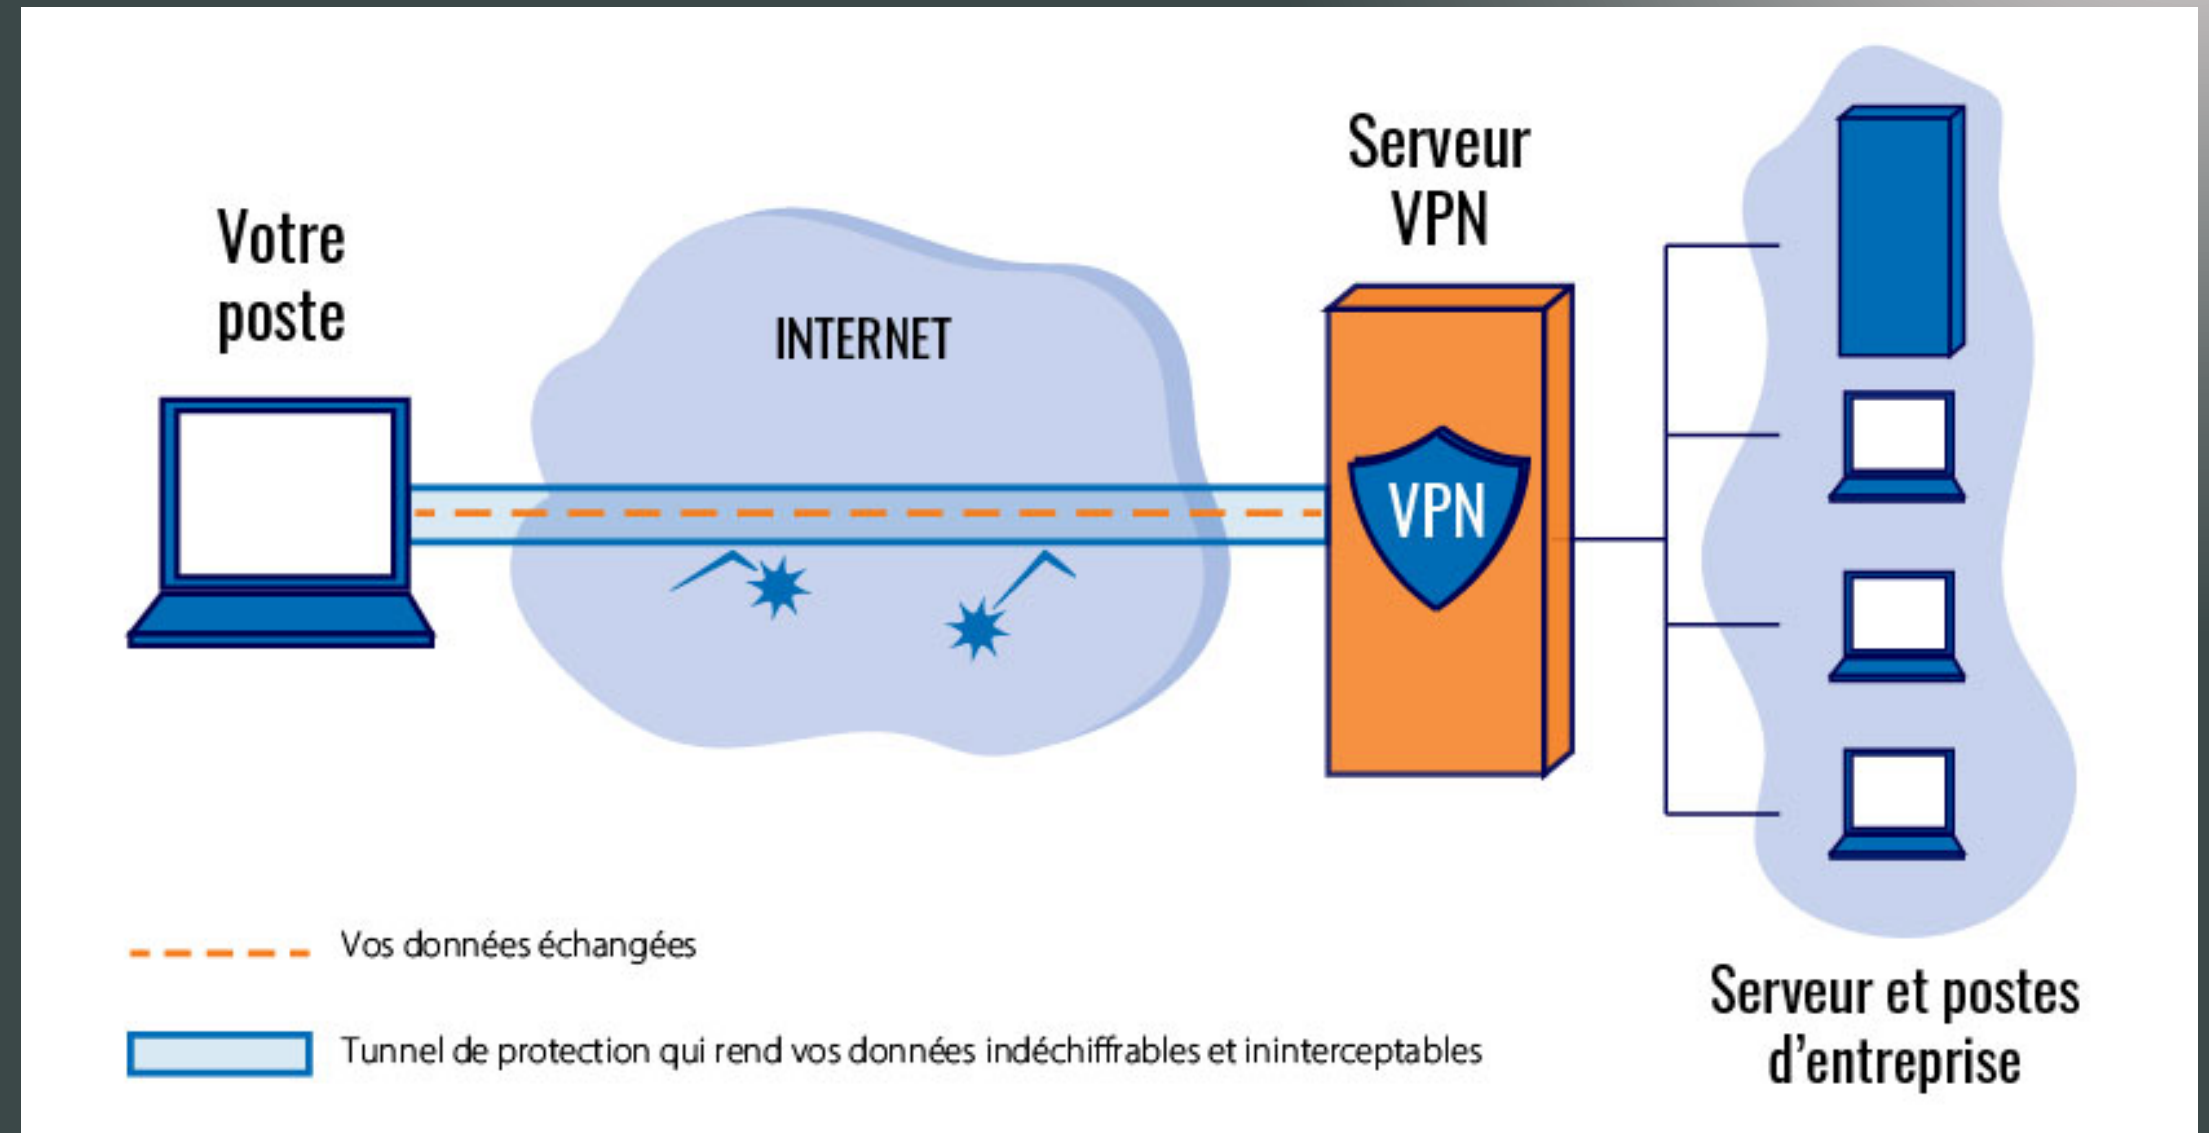 Votre
poste
INTERNET
Serveur
VPN
VPN
Vos données échangées
Tunnel de protection qui rend vos données indéchiffrables et ininterceptables
Serveur et postes
d’entreprise